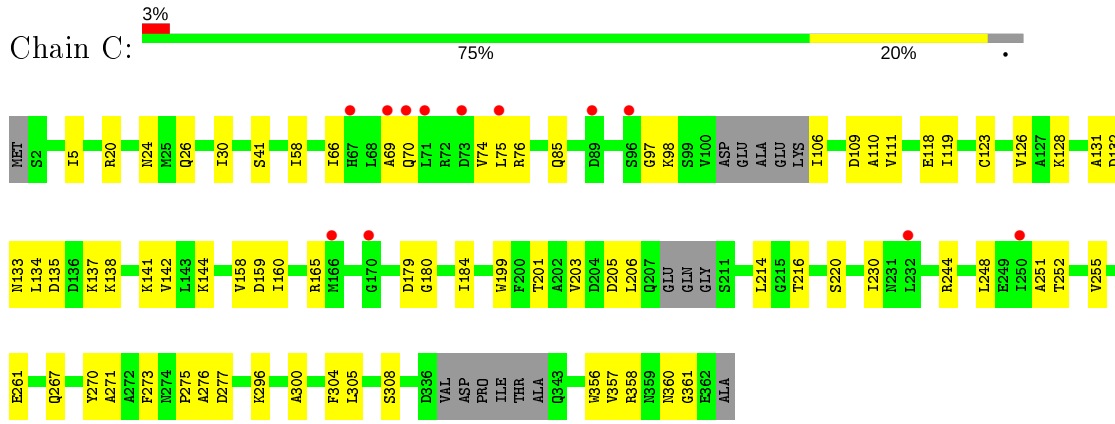 3%
Chain C:
75% 20% •
MET S2 I5 R20 N24 M25 Q26 I30 S41 I58 I66 H67 L68 A69 Q70 L71 R72 D73 V74 L75 R76 Q85 D89 S96 G97 K98 S99 V100 ASP GLU ALA GLU LYS I106 D109 A110 V111 E118 I119 C123 V126 A127 K128 A131 D132
N133 L134 D135 D136 K137 K138 K141 V142 L143 K144 V158 D159 I160 R165 M166 G170 D179 G180 I184 W199 F200 T201 A202 V203 D204 D205 L206 Q207 GLU GLN GLY S211 L214 G215 T216 S220 I230 N231 L232 R244 L248 E249 I250 A251 T252 V255
E261 Q267 Y270 A271 A272 F273 N274 P275 A276 D277 K296 A300 F304 L305 S308 D336 VAL ASP PRO ILE THR ALA Q343 W356 V357 R358 N359 N360 G361 E362 ALA